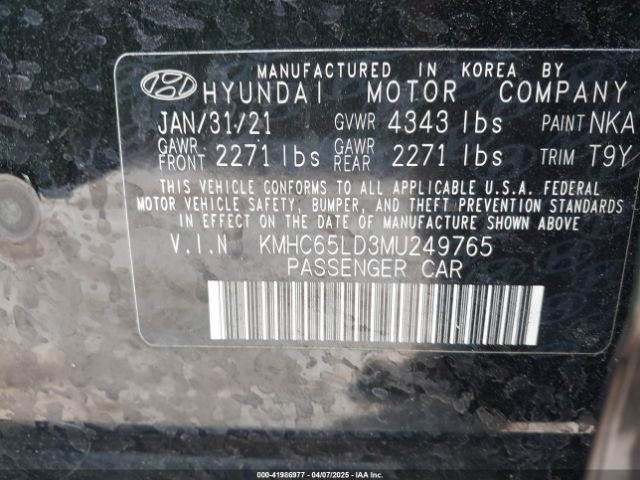 MANUFACTURED IN KOREA BY
HYUNDAI MOTOR COMPANY
JAN/31/21 GVWR 4343 lbs PAINT NKA
GAWR FRONT 2271 lbs GAWR REAR 2271 lbs TRIM T9Y
THIS VEHICLE CONFORMS TO ALL APPLICABLE U.S.A. FEDERAL
MOTOR VEHICLE SAFETY, BUMPER, AND THEFT PREVENTION STANDARDS
IN EFFECT ON THE DATE OF MANUFACTURE SHOWN ABOVE
V.I.N KMHC65LD3MU249765
PASSENGER CAR
000-41986977 - 04/07/2025 - IAA Inc.